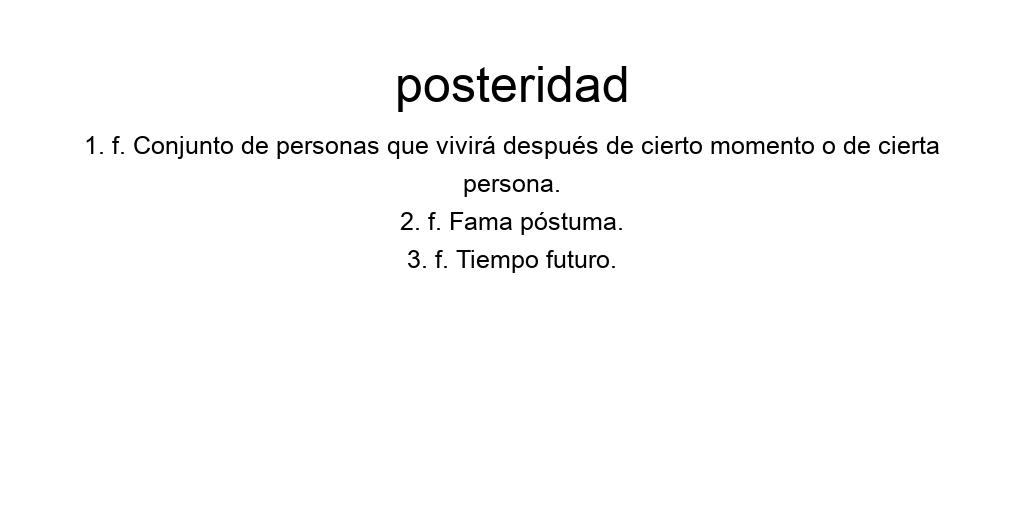 posteridad
1. f. Conjunto de personas que vivirá después de cierto momento o de cierta
persona.
2. f. Fama póstuma.
3. f. Tiempo futuro.